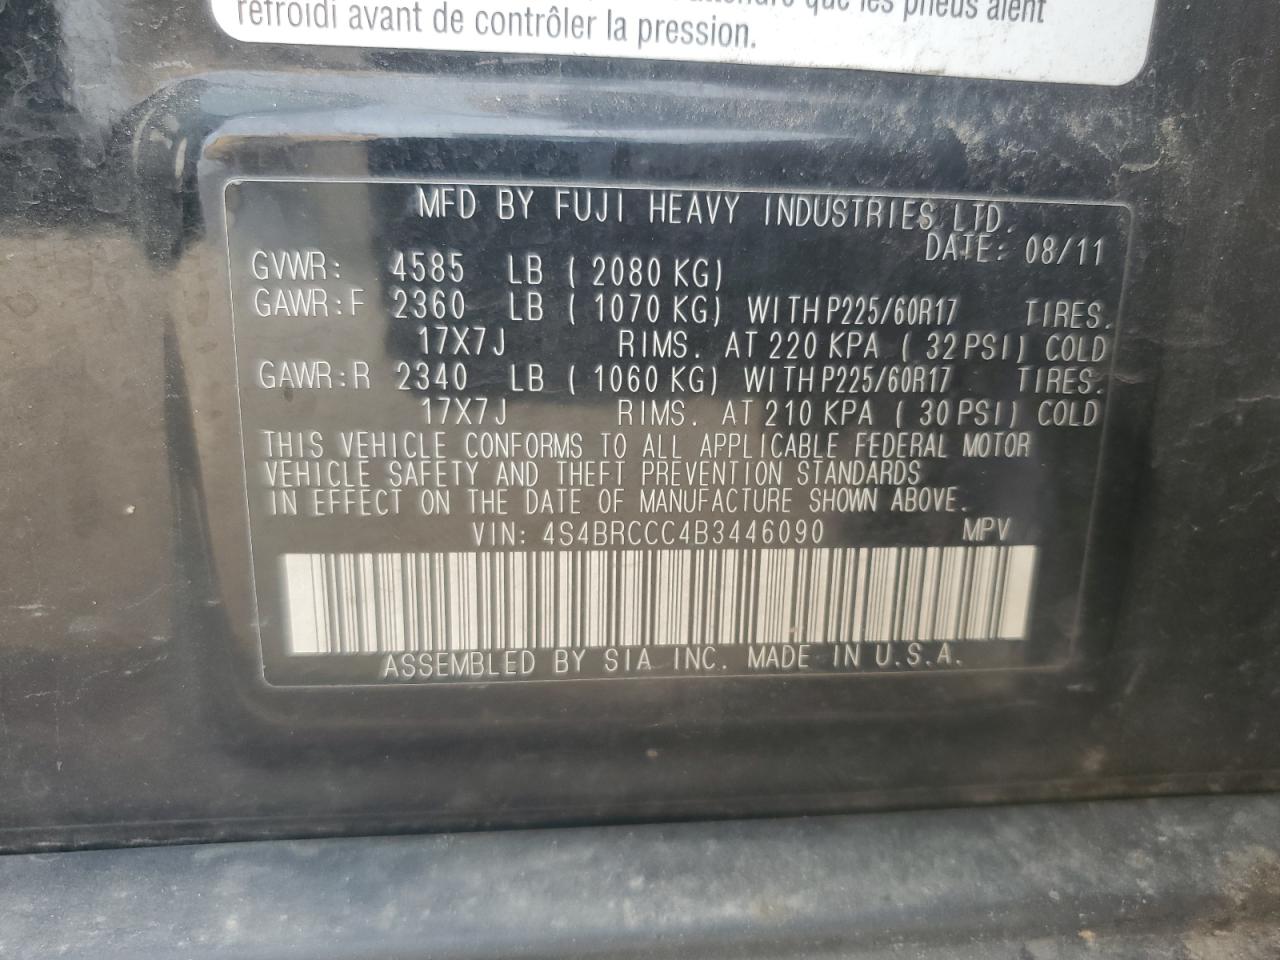 que les pneus aient
refroidi avant de contrôler la pression.
MFD BY FUJI HEAVY INDUSTRIES LTD.
DATE: 08/11
GVWR: 4585 LB ( 2080 KG)
GAWR:F 2360 LB ( 1070 KG) WITH P225/60R17 TIRES.
17X7J RIMS. AT 220 KPA ( 32 PSI) COLD
GAWR:R 2340 LB ( 1060 KG) WITH P225/60R17 TIRES.
17X7J RIMS. AT 210 KPA ( 30 PSI) COLD
THIS VEHICLE CONFORMS TO ALL APPLICABLE FEDERAL MOTOR
VEHICLE SAFETY AND THEFT PREVENTION STANDARDS
IN EFFECT ON THE DATE OF MANUFACTURE SHOWN ABOVE.
VIN: 4S4BRCCC4B3446090 MPV
ASSEMBLED BY SIA INC. MADE IN U.S.A.